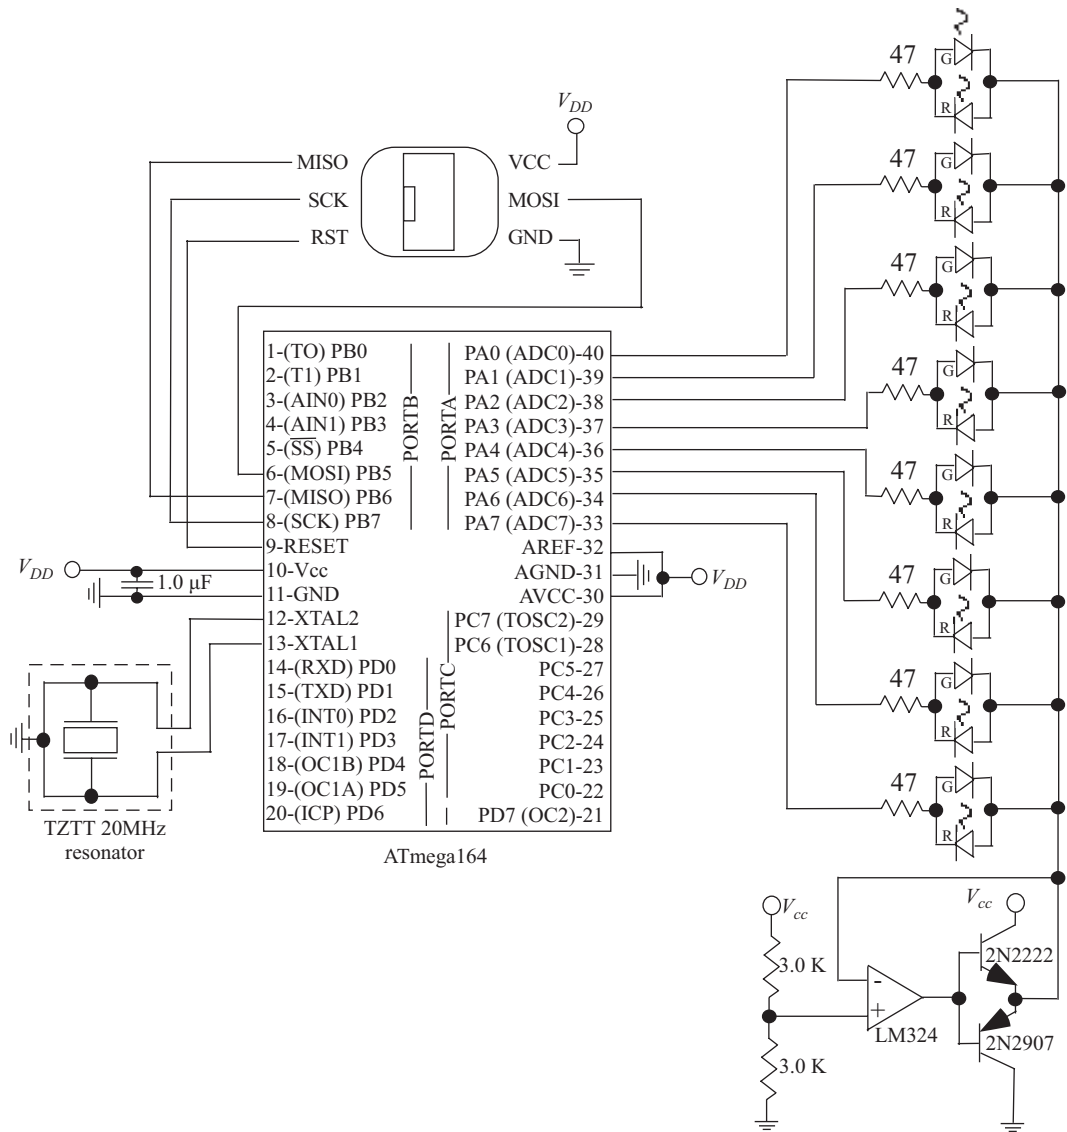 V_DD
MISO VCC
SCK MOSI
RST GND
1-(TO) PB0
2-(T1) PB1
3-(AIN0) PB2
4-(AIN1) PB3
5-(S̅S̅) PB4
6-(MOSI) PB5
7-(MISO) PB6
8-(SCK) PB7
9-RESET
10-Vcc
11-GND
12-XTAL2
13-XTAL1
14-(RXD) PD0
15-(TXD) PD1
16-(INT0) PD2
17-(INT1) PD3
18-(OC1B) PD4
19-(OC1A) PD5
20-(ICP) PD6
PORTB
PORTA
PORTD
PORTC
PA0 (ADC0)-40
PA1 (ADC1)-39
PA2 (ADC2)-38
PA3 (ADC3)-37
PA4 (ADC4)-36
PA5 (ADC5)-35
PA6 (ADC6)-34
PA7 (ADC7)-33
AREF-32
AGND-31
AVCC-30
PC7 (TOSC2)-29
PC6 (TOSC1)-28
PC5-27
PC4-26
PC3-25
PC2-24
PC1-23
PC0-22
PD7 (OC2)-21
ATmega164
V_DD
1.0 µF
V_DD
TZTT 20MHz
resonator
47
G
R
47
G
R
47
G
R
47
G
R
47
G
R
47
G
R
47
G
R
47
G
R
V_cc
V_cc
3.0 K
3.0 K
-
+
LM324
2N2222
2N2907